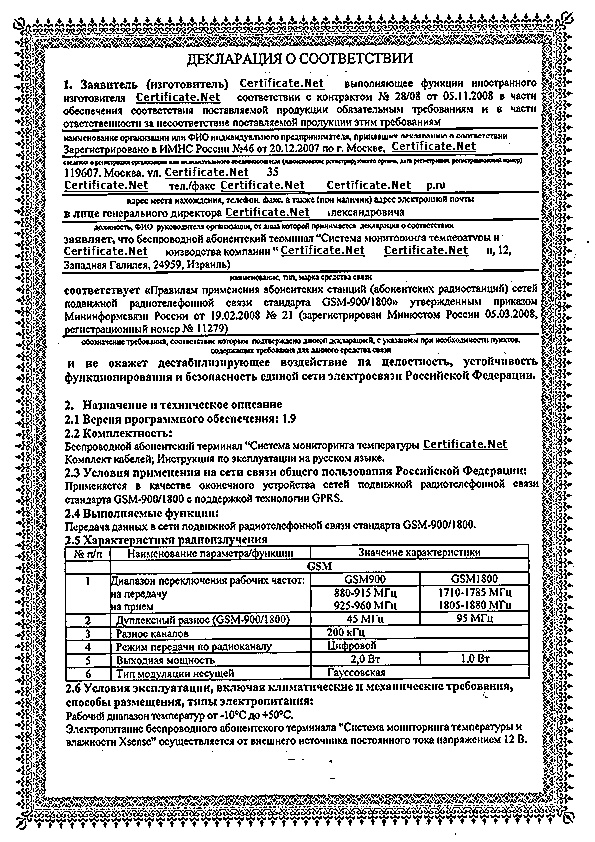 ДЕКЛАРАЦИЯ О СООТВЕТСТВИИ
1. Заявитель (изготовитель) Certificate.Net выполняющее функции иностранного
изготовителя Certificate.Net соответствии с контрактом № 28/08 от 05.11.2008 в части
обеспечения соответствия поставляемой продукции обязательным требованиям и в части
ответственности за несоответствие поставляемой продукции этим требованиям
наименование организации или ФИО индивидуального предпринимателя, принявших декларацию о соответствии
Зарегистрировано в ИМНС России №46 от 20.12.2007 по г. Москве, Certificate.Net
119607. Москва. ул. Certificate.Net 35
Certificate.Net тел./факс Certificate.Net Certificate.Net p.ru
адрес места нахождения, телефон, факс, а также (при наличии) адрес электронной почты
в лице генерального директора Certificate.Net лександровича
должность, ФИО руководителя организации, от лица которой принимается декларация о соответствии
заявляет, что беспроводной абонентский терминал "Система мониторинга температуры и
Certificate.Net оизводства компании " Certificate.Net Certificate.Net 12,
Западная Галилея, 24959, Израиль)
наименование, тип, марка средства связи
соответствует «Правилам применения абонентских станций (абонентских радиостанций) сетей
подвижной радиотелефонной связи стандарта GSM-900/1800» утвержденным приказом
Мининформсвязи России от 19.02.2008 № 21 (зарегистрирован Минюстом России 05.03.2008,
регистрационный номер № 11279)
обозначение требований, соответствие которым подтверждено данной декларацией, с указанием при необходимости пунктов,
содержащих требования для данного средства связи
и не окажет дестабилизирующее воздействие на целостность, устойчивость
функционирования и безопасность единой сети электросвязи Российской Федерации.
2. Назначение и техническое описание
2.1 Версия программного обеспечения: 1.9
2.2 Комплектность:
Беспроводной абонентский терминал "Система мониторинга температуры Certificate.Net
Комплект кабелей; Инструкция по эксплуатации на русском языке.
2.3 Условия применения на сети связи общего пользования Российской Федерации:
Применяется в качестве оконечного устройства сетей подвижной радиотелефонной связи
стандарта GSM-900/1800 с поддержкой технологии GPRS.
2.4 Выполняемые функции:
Передача данных в сети подвижной радиотелефонной связи стандарта GSM-900/1800.
2.5 Характеристики радиоизлучения
№ п/п Наименование параметра/функции Значение характеристики
GSM
1 Диапазон переключения рабочих частот: GSM900 GSM1800
на передачу 880-915 МГц 1710-1785 МГц
на прием 925-960 МГц 1805-1880 МГц
2 Дуплексный разнос (GSM-900/1800) 45 МГц 95 МГц
3 Разнос каналов 200 кГц
4 Режим передачи по радиоканалу Цифровой
5 Выходная мощность 2,0 Вт 1.0 Вт
6 Тип модуляции несущей Гауссовская
2.6 Условия эксплуатации, включая климатические и механические требования,
способы размещения, типы электропитания:
Рабочий диапазон температур от -10°С до +50°С.
Электропитание беспроводного абонентского терминала "Система мониторинга температуры и
влажности Xsense" осуществляется от внешнего источника постоянного тока напряжением 12 В.